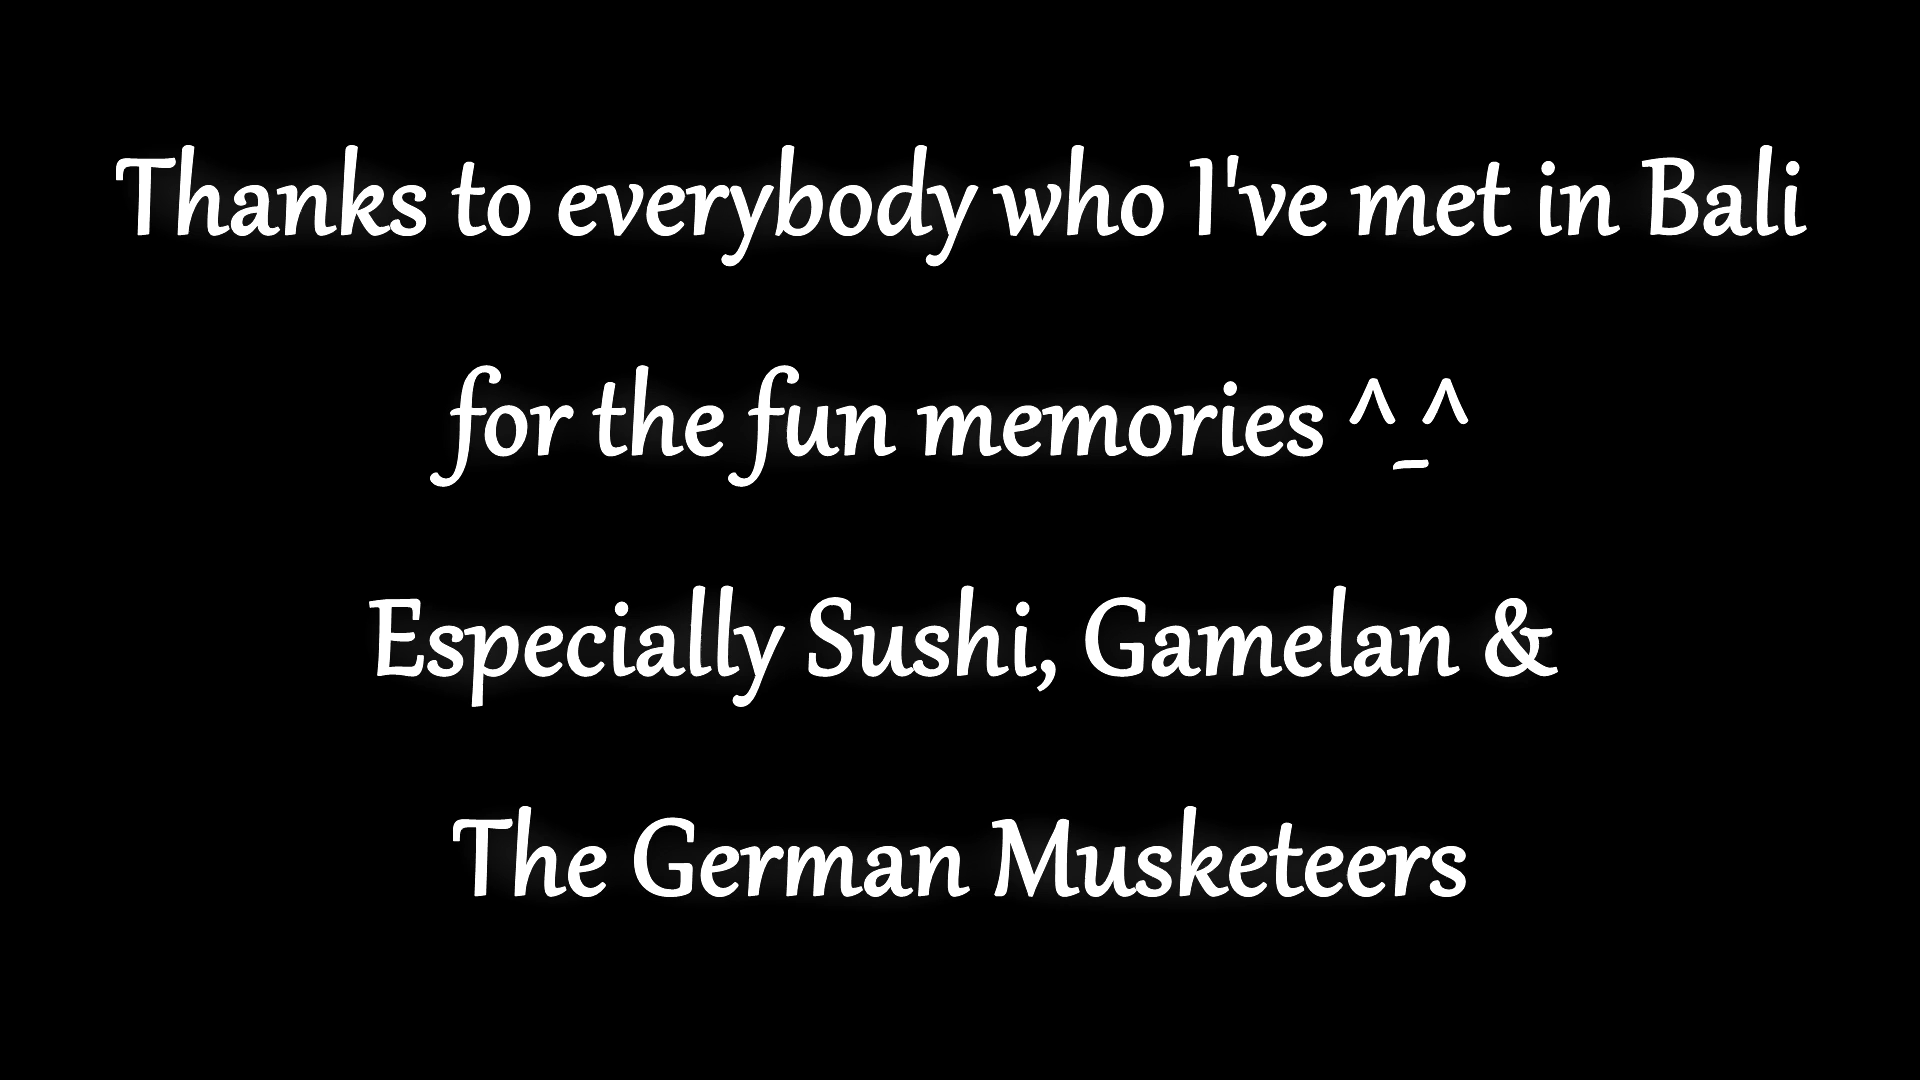 Thanks to everybody who I've met in Bali
for the fun memories ^_^
Especially Sushi, Gamelan &
The German Musketeers